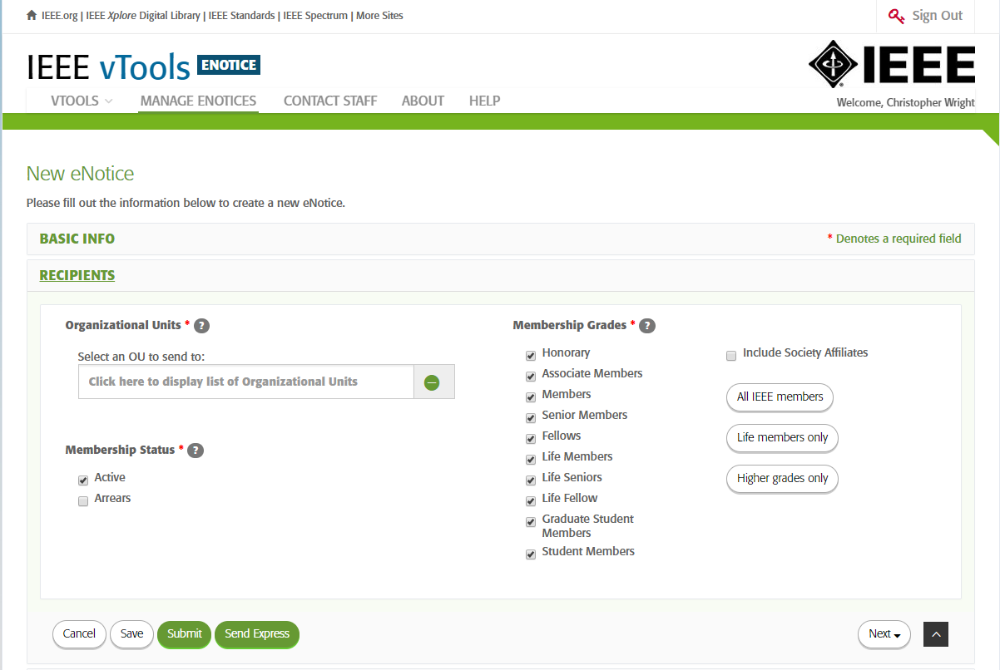 IEEE.org | IEEE Xplore Digital Library | IEEE Standards | IEEE Spectrum | More Sites
Sign Out
IEEE vTools ENOTICE
IEEE
VTOOLS MANAGE ENOTICES CONTACT STAFF ABOUT HELP
Welcome, Christopher Wright
New eNotice
Please fill out the information below to create a new eNotice.
BASIC INFO
* Denotes a required field
RECIPIENTS
Organizational Units * ?
Select an OU to send to:
Click here to display list of Organizational Units
Membership Status * ?
Active
Arrears
Membership Grades * ?
Honorary
Associate Members
Members
Senior Members
Fellows
Life Members
Life Seniors
Life Fellow
Graduate Student
Members
Student Members
Include Society Affiliates
All IEEE members
Life members only
Higher grades only
Cancel Save Submit Send Express
Next